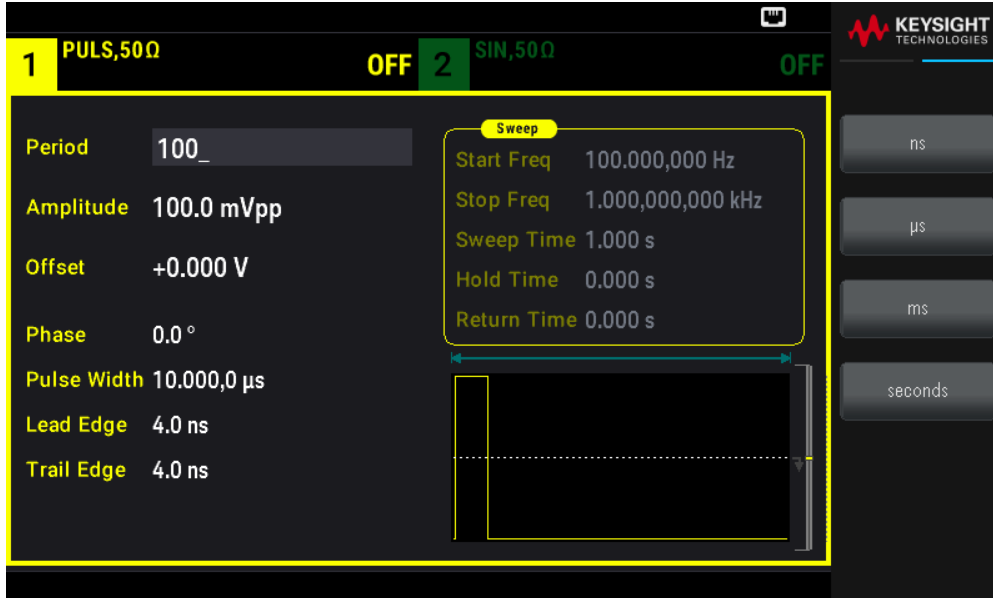 KEYSIGHT
TECHNOLOGIES
1 PULS,50Ω OFF
2 SIN,50Ω OFF
Period 100_
Amplitude 100.0 mVpp
Offset +0.000 V
Phase 0.0 °
Pulse Width 10.000,0 µs
Lead Edge 4.0 ns
Trail Edge 4.0 ns
Sweep
Start Freq 100.000,000 Hz
Stop Freq 1.000,000,000 kHz
Sweep Time 1.000 s
Hold Time 0.000 s
Return Time 0.000 s
ns
µs
ms
seconds